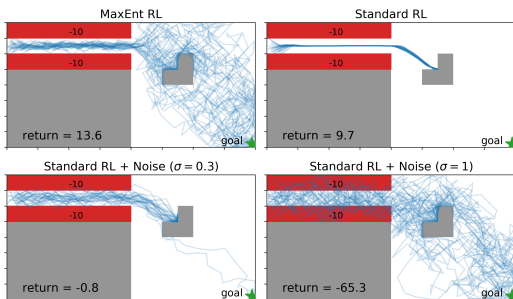 MaxEnt RL
-10
-10
return = 13.6
goal
Standard RL
-10
-10
return = 9.7
goal
Standard RL + Noise (σ = 0.3)
-10
-10
return = -0.8
goal
Standard RL + Noise (σ = 1)
-10
-10
return = -65.3
goal